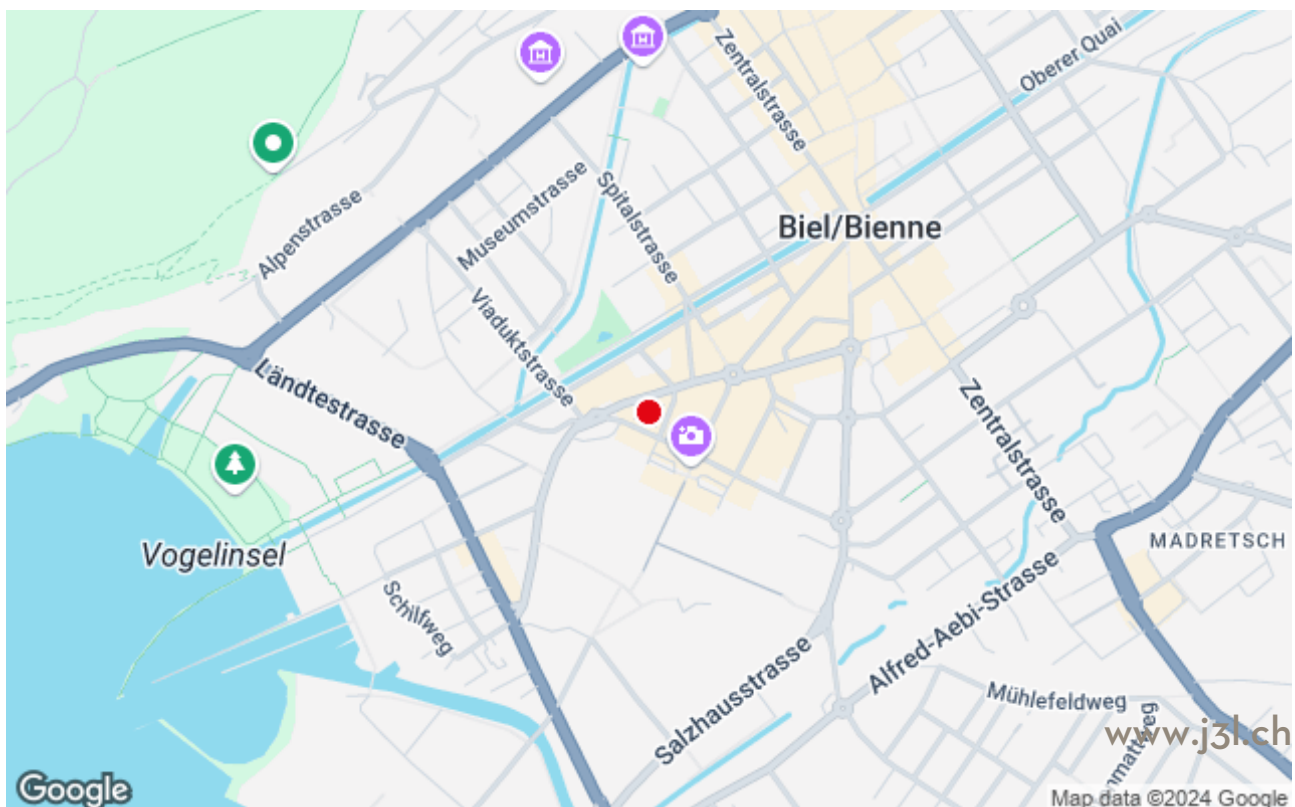 Zentralstrasse
Oberer Quai
Museumstrasse
Spitalstrasse
Alpenstrasse
Biel/Bienne
Viaduktstrasse
Ländtestrasse
Zentralstrasse
Vogelinsel
MADRETSCH
Schilfweg
Alfred-Aebi-Strasse
Salzhausstrasse
Mühlefeldweg
www.j3l.ch
Google
Map data ©2024 Google